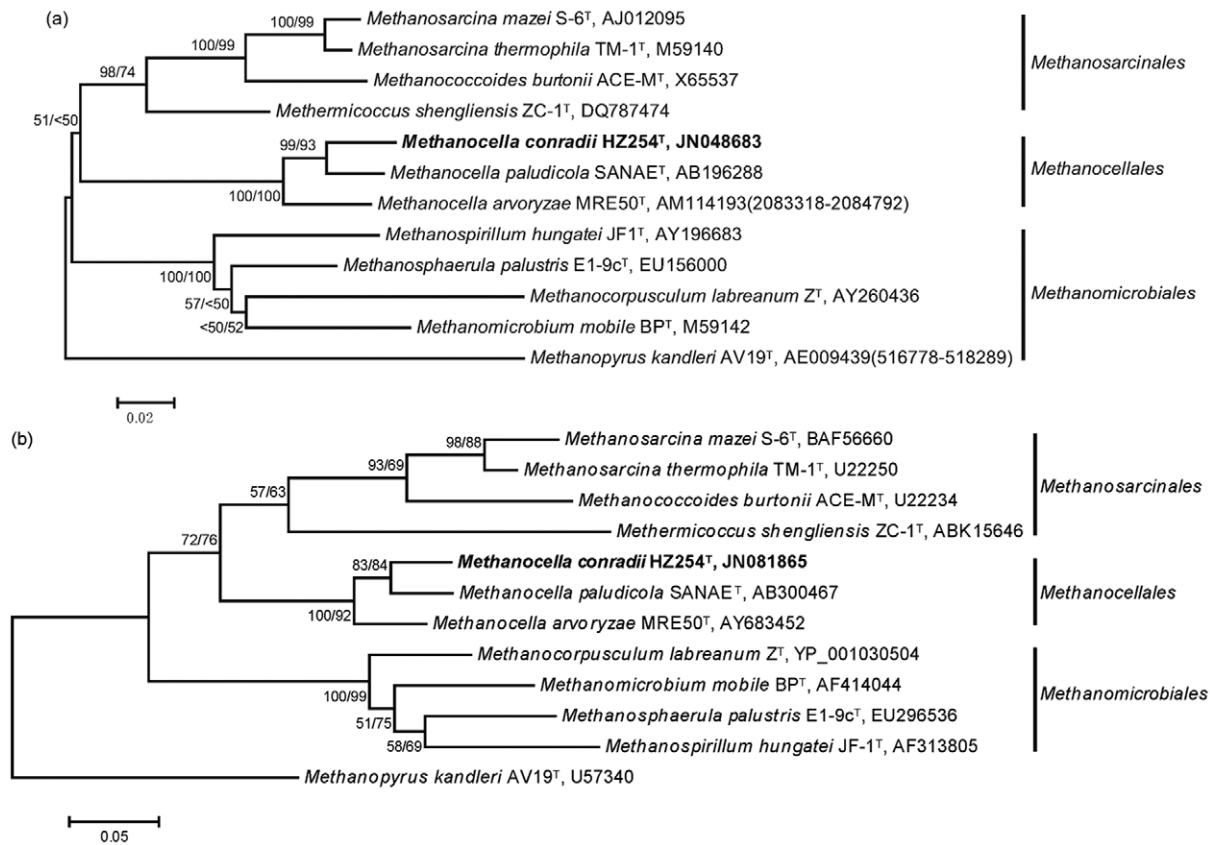 (a)
100/99
Methanosarcina mazei S-6ᵀ, AJ012095
100/99
Methanosarcina thermophila TM-1ᵀ, M59140
98/74
Methanococcoides burtonii ACE-Mᵀ, X65537
Methanosarcinales
51/<50
Methermicoccus shengliensis ZC-1ᵀ, DQ787474
99/93
Methanocella conradii HZ254ᵀ, JN048683
Methanocella paludicola SANAEᵀ, AB196288
Methanocellales
100/100
Methanocella arvoryzae MRE50ᵀ, AM114193(2083318-2084792)
Methanospirillum hungatei JF1ᵀ, AY196683
100/100
Methanosphaerula palustris E1-9cᵀ, EU156000
Methanomicrobiales
57/<50
Methanocorpusculum labreanum Zᵀ, AY260436
<50/52
Methanomicrobium mobile BPᵀ, M59142
Methanopyrus kandleri AV19ᵀ, AE009439(516778-518289)
0.02
(b)
98/88
Methanosarcina mazei S-6ᵀ, BAF56660
93/69
Methanosarcina thermophila TM-1ᵀ, U22250
57/63
Methanococcoides burtonii ACE-Mᵀ, U22234
Methanosarcinales
72/76
Methermicoccus shengliensis ZC-1ᵀ, ABK15646
83/84
Methanocella conradii HZ254ᵀ, JN081865
Methanocella paludicola SANAEᵀ, AB300467
Methanocellales
100/92
Methanocella arvoryzae MRE50ᵀ, AY683452
Methanocorpusculum labreanum Zᵀ, YP_001030504
100/99
Methanomicrobium mobile BPᵀ, AF414044
Methanomicrobiales
51/75
Methanosphaerula palustris E1-9cᵀ, EU296536
58/69
Methanospirillum hungatei JF-1ᵀ, AF313805
Methanopyrus kandleri AV19ᵀ, U57340
0.05